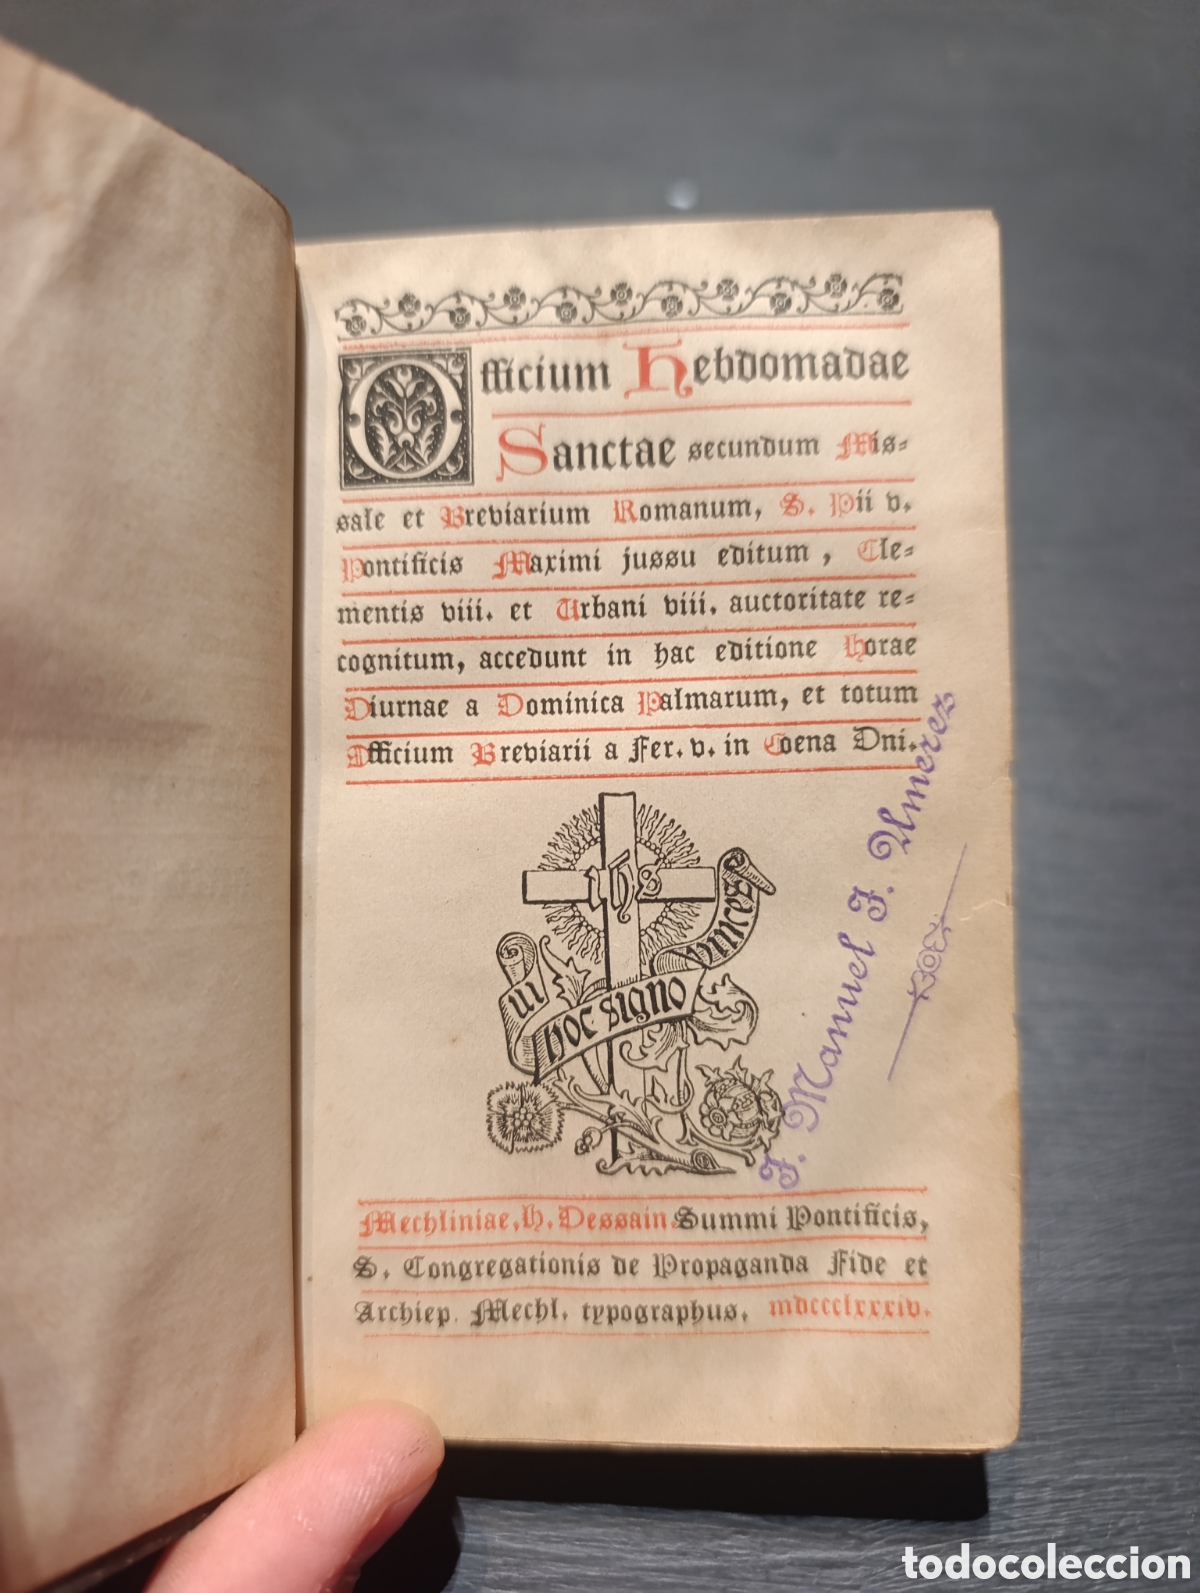 Officium Hebdomadae
Sanctae secundum Mis=
sale et Breviarium Romanum, S. Pii v.
Pontificis Maximi jussu editum, Cle=
mentis viii. et Urbani viii. auctoritate re=
cognitum, accedunt in hac editione Horae
Diurnae a Dominica Palmarum, et totum
Officium Breviarii a Fer. v. in Coena Dni.
ihs
in hoc signo vinces
F. Manuel F. Umerez
Mechliniae, H. Dessain Summi Pontificis,
S. Congregationis de Propaganda Fide et
Archiep. Mechl. typographus. mdccclxxxiv.
todocoleccion